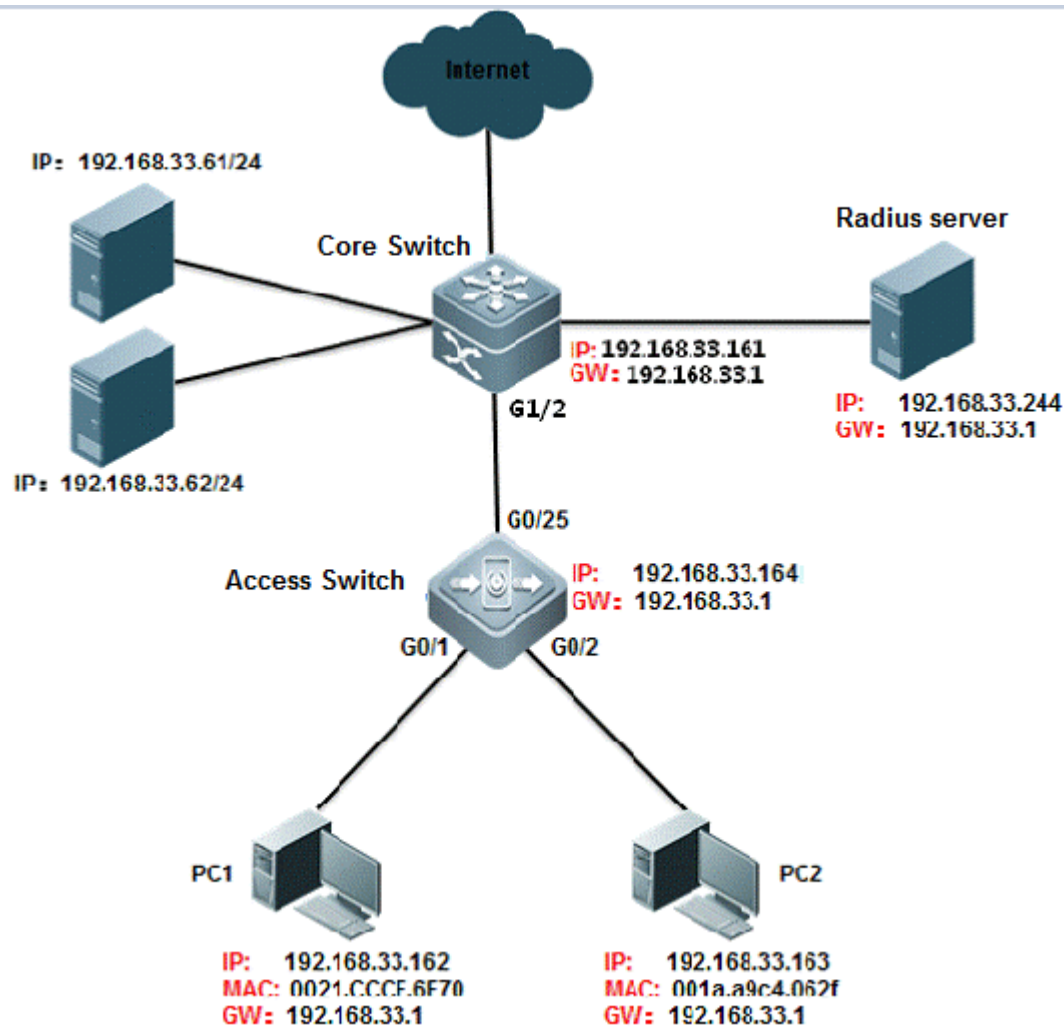 Internet
IP: 192.168.33.61/24
Radius server
Core Switch
IP: 192.168.33.161
GW: 192.168.33.1
G1/2
IP: 192.168.33.244
GW: 192.168.33.1
IP: 192.168.33.62/24
G0/25
Access Switch
IP: 192.168.33.164
GW: 192.168.33.1
G0/1
G0/2
PC1
PC2
IP: 192.168.33.162
MAC: 0021.CCCF.6F70
GW: 192.168.33.1
IP: 192.168.33.163
MAC: 001a.a9c4.062f
GW: 192.168.33.1